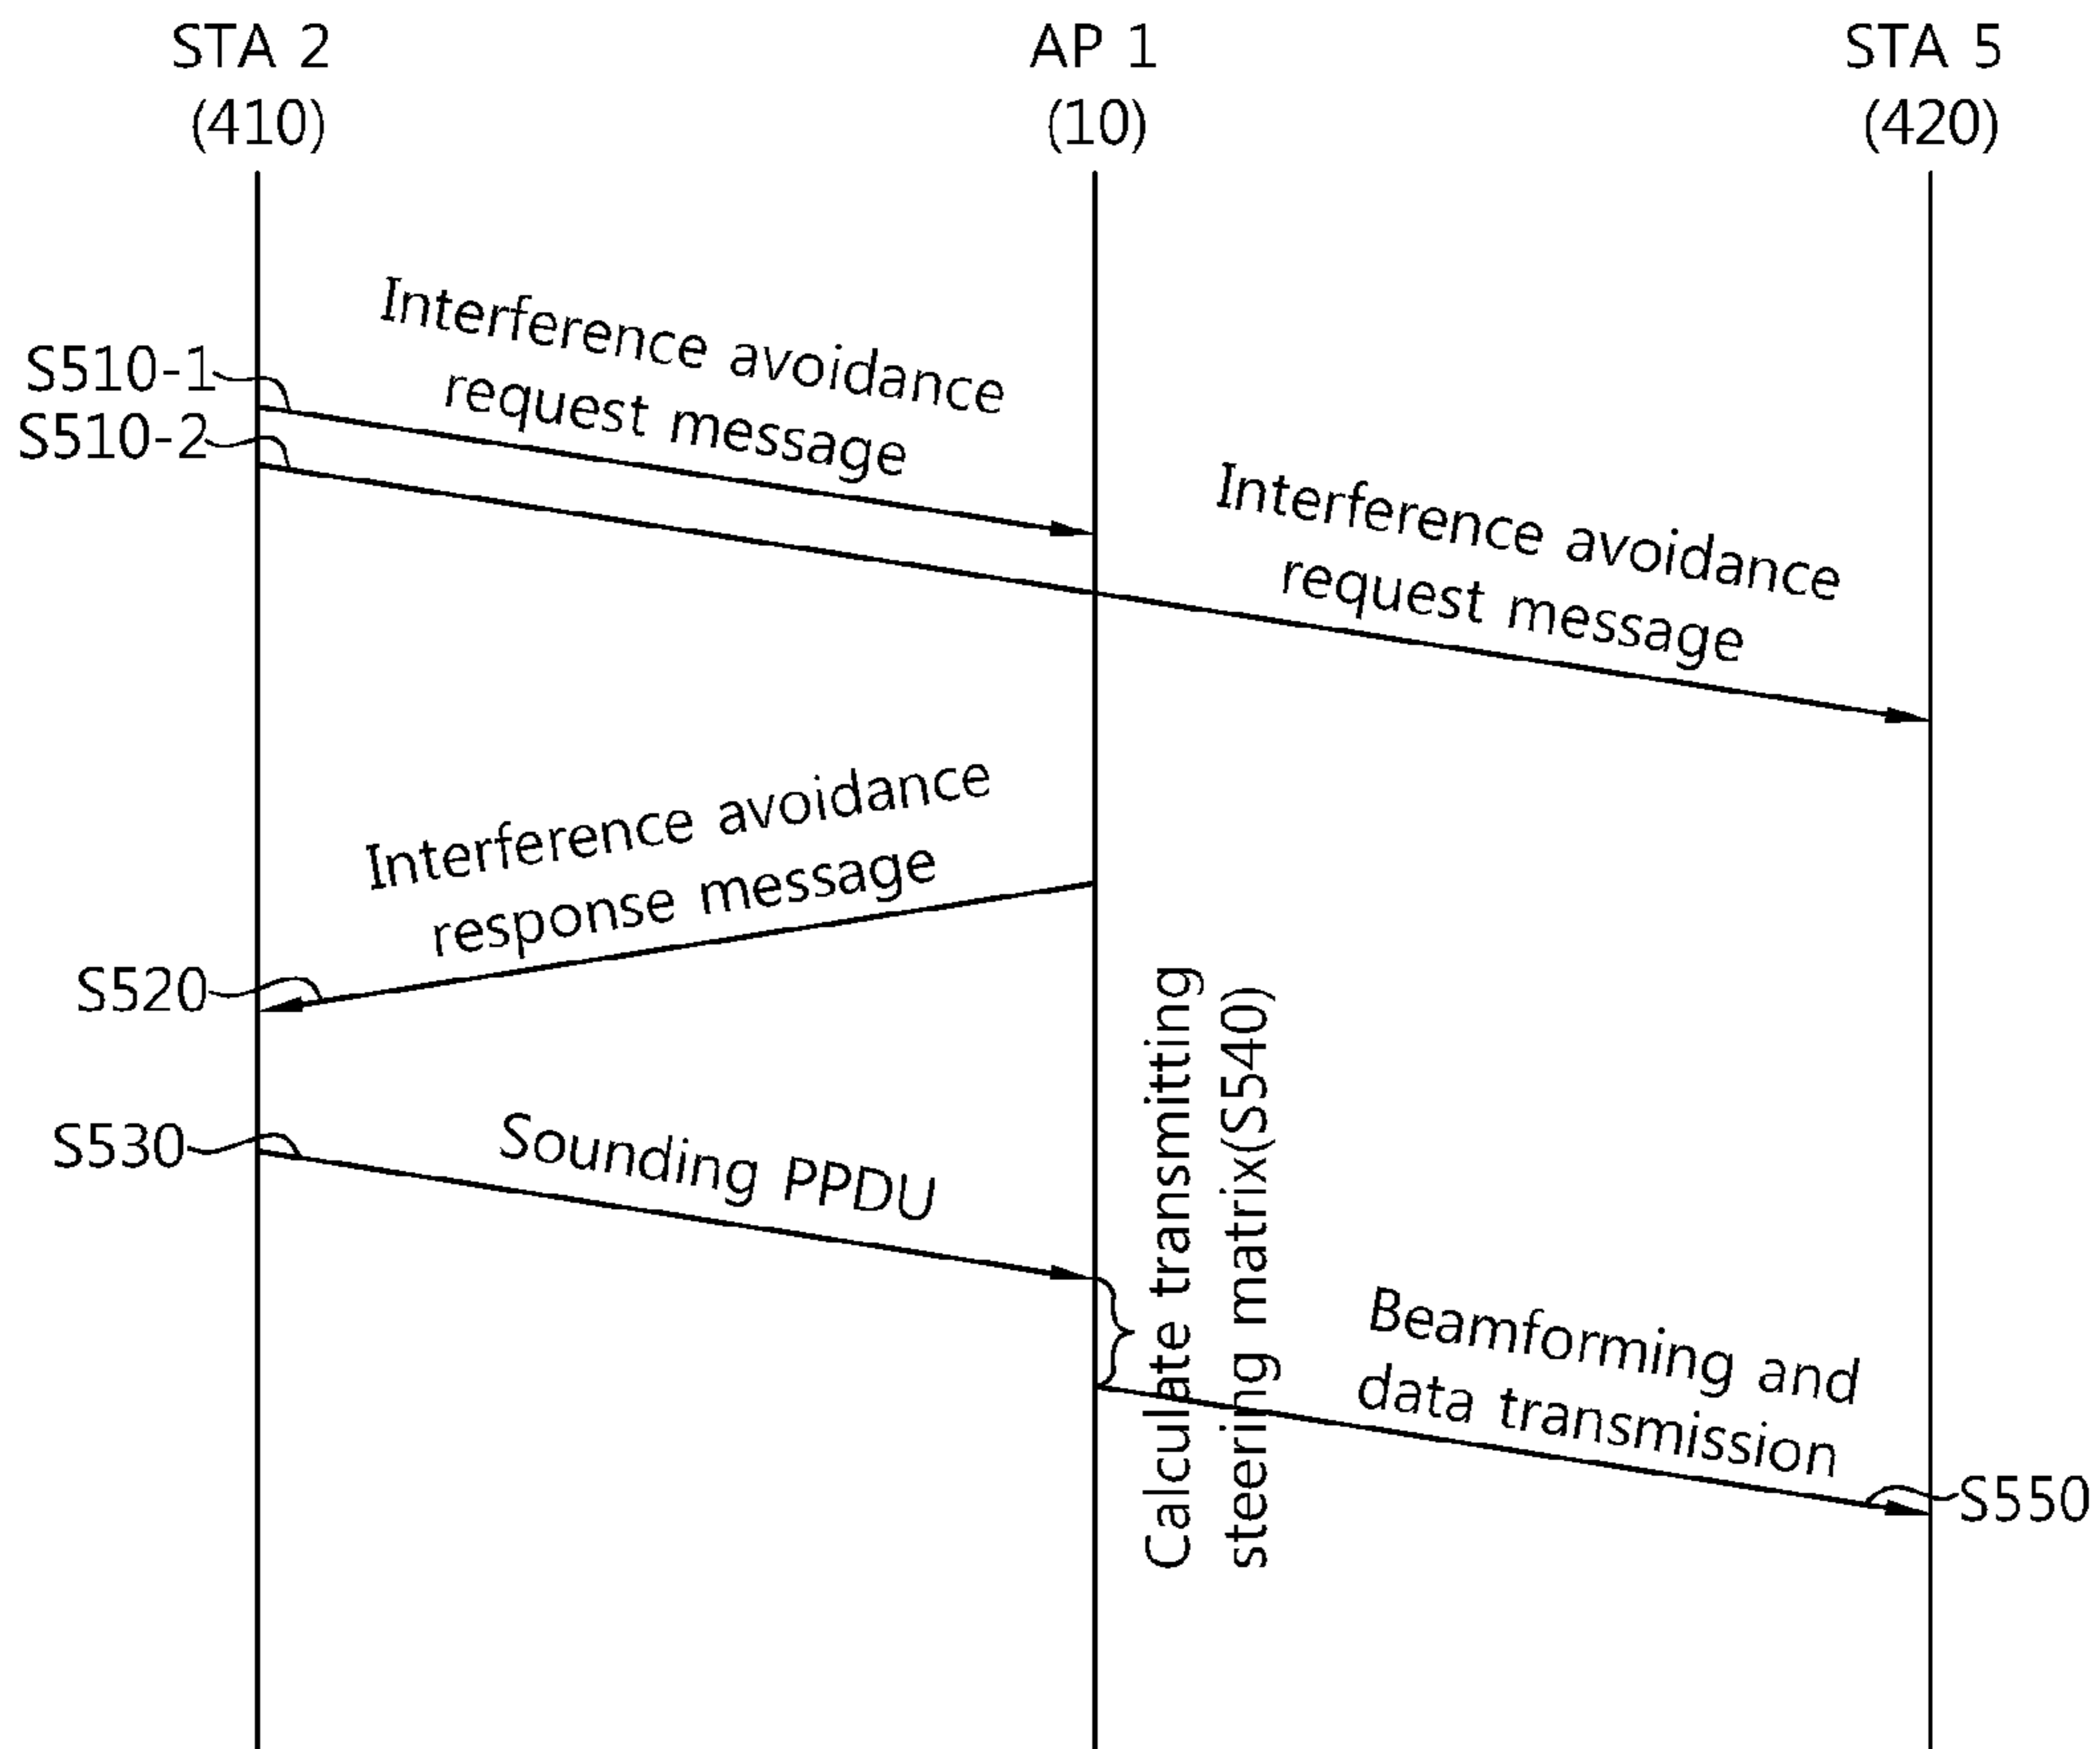 STA 2
(410)
AP 1
(10)
STA 5
(420)
Interference avoidance
request message
S510-1
S510-2
Interference avoidance
request message
Interference avoidance
response message
S520
Calculate transmitting
steering matrix(S540)
S530
Sounding PPDU
Beamforming and
data transmission
S550